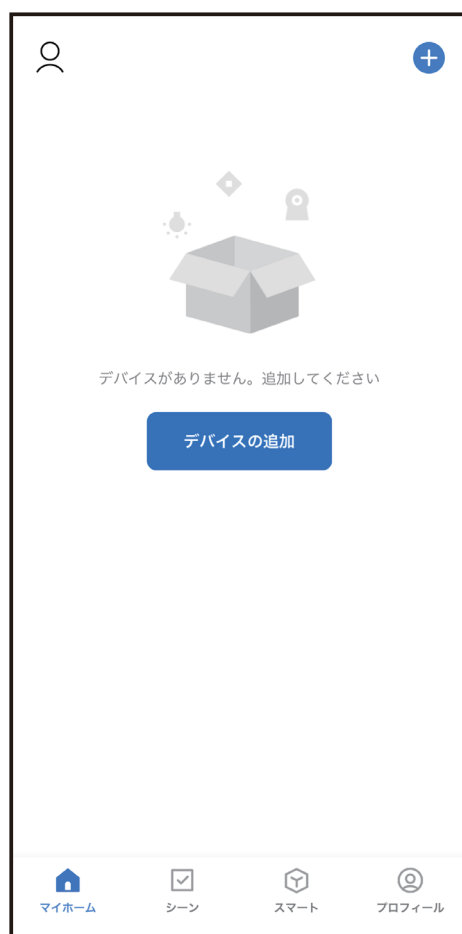 デバイスがありません。追加してください
デバイスの追加
マイホーム
シーン
スマート
プロフィール